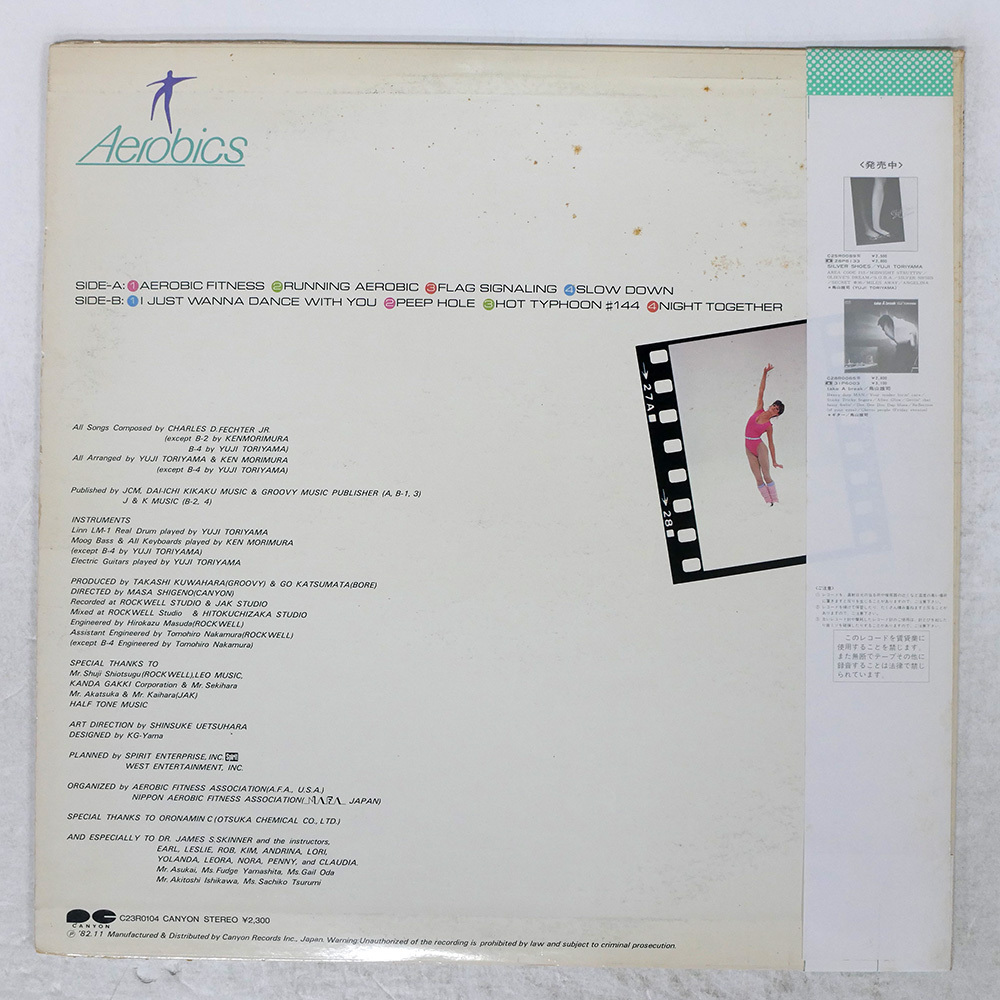 Aerobics
SIDE-A: 1 AEROBIC FITNESS 2 RUNNING AEROBIC 3 FLAG SIGNALING 4 SLOW DOWN
SIDE-B: 1 I JUST WANNA DANCE WITH YOU 2 PEEP HOLE 3 HOT TYPHOON #144 4 NIGHT TOGETHER
All Songs Composed by CHARLES D.FECHTER JR.
(except B-2 by KENMORIMURA
B-4 by YUJI TORIYAMA)
All Arranged by YUJI TORIYAMA & KEN MORIMURA
(except B-4 by YUJI TORIYAMA)
Published by JCM, DAI-ICHI KIKAKU MUSIC & GROOVY MUSIC PUBLISHER (A, B-1, 3)
J & K MUSIC (B-2, 4)
INSTRUMENTS
Linn LM-1 Real Drum played by YUJI TORIYAMA
Moog Bass & All Keyboards played by KEN MORIMURA
(except B-4 by YUJI TORIYAMA)
Electric Guitars played by YUJI TORIYAMA
PRODUCED by TAKASHI KUWAHARA(GROOVY) & GO KATSUMATA(BORE)
DIRECTED by MASA SHIGENO(CANYON)
Recorded at ROCKWELL STUDIO & JAK STUDIO
Mixed at ROCKWELL Studio & HITOKUCHIZAKA STUDIO
Engineered by Hirokazu Masuda(ROCKWELL)
Assistant Engineered by Tomohiro Nakamura(ROCKWELL)
(except B-4 Engineered by Tomohiro Nakamura)
SPECIAL THANKS TO
Mr.Shuji Shiotsugu(ROCKWELL),LEO MUSIC,
KANDA GAKKI Corporation & Mr.Sekihara
Mr.Akatsuka & Mr.Kaihara(JAK)
HALF TONE MUSIC
ART DIRECTION by SHINSUKE UETSUHARA
DESIGNED by KG-Yama
PLANNED by SPIRIT ENTERPRISE, INC.
WEST ENTERTAINMENT, INC.
ORGANIZED by AEROBIC FITNESS ASSOCIATION(A.F.A., U.S.A.)
NIPPON AEROBIC FITNESS ASSOCIATION( JAPAN)
SPECIAL THANKS TO ORONAMIN C (OTSUKA CHEMICAL CO., LTD.)
AND ESPECIALLY TO DR. JAMES S.SKINNER and the instructors,
EARL, LESLIE, ROB, KIM, ANDRINA, LORI,
YOLANDA, LEORA, NORA, PENNY, and CLAUDIA.
Mr.Asukai, Ms.Fudge Yamashita, Ms.Gail Oda
Mr.Akitoshi Ishikawa, Ms.Sachiko Tsurumi
CANYON
C23R0104 CANYON STEREO ¥2,300
Ⓟ '82.11 Manufactured & Distributed by Canyon Records Inc., Japan. Warning Unauthorized of the recording is prohibited by law and subject to criminal prosecution.
→ 27A
→ 28
〈発売中〉
SILVER SHOES/YUJI TORIYAMA
take A break/鳥山雄司
〈ご注意〉
このレコードを賃貸業に
使用することを禁じます。
また無断でテープその他に
録音することは法律で禁じ
られています。